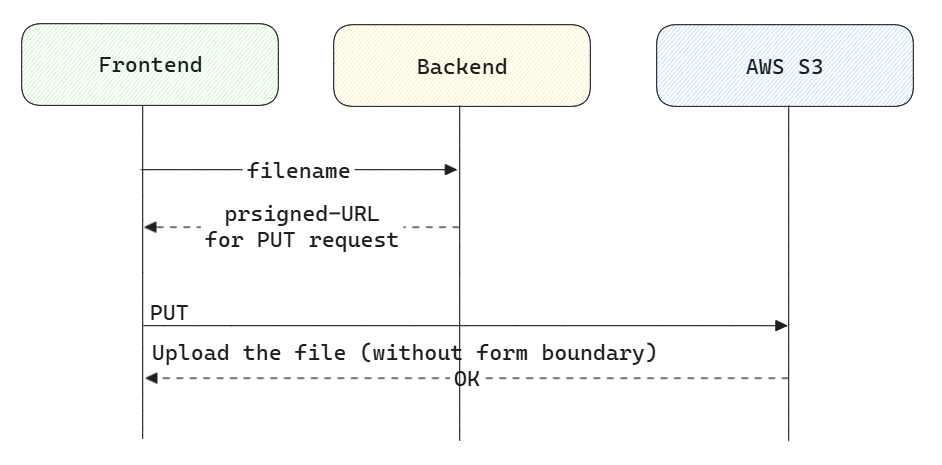 Frontend
Backend
AWS S3
filename
prsigned-URL
for PUT request
PUT
Upload the file (without form boundary)
OK